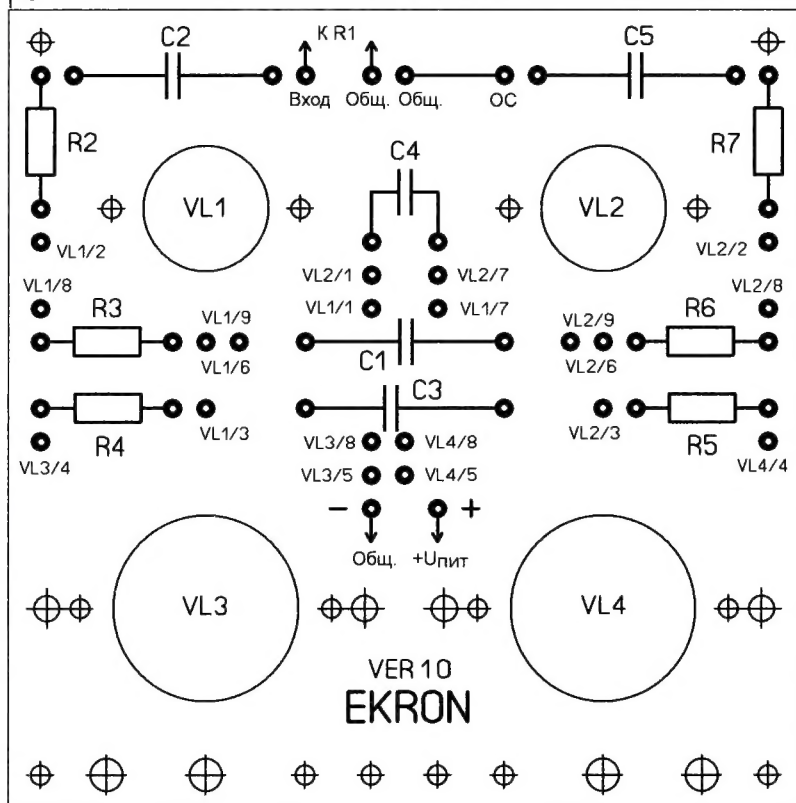 C2 К R1 C5
Вход Общ. Общ. ОС
R2 R7
C4
VL1 VL2
VL1/2 VL2/2
VL2/1 VL2/7
VL1/8 VL2/8
VL1/1 VL1/7
R3 R6
VL1/9 VL2/9
VL1/6 VL2/6
C1
C3
R4 R5
VL1/3 VL2/3
VL3/8 VL4/8
VL3/4 VL4/4
VL3/5 VL4/5
− +
Общ. +Uпит
VL3 VL4
VER 10
EKRON